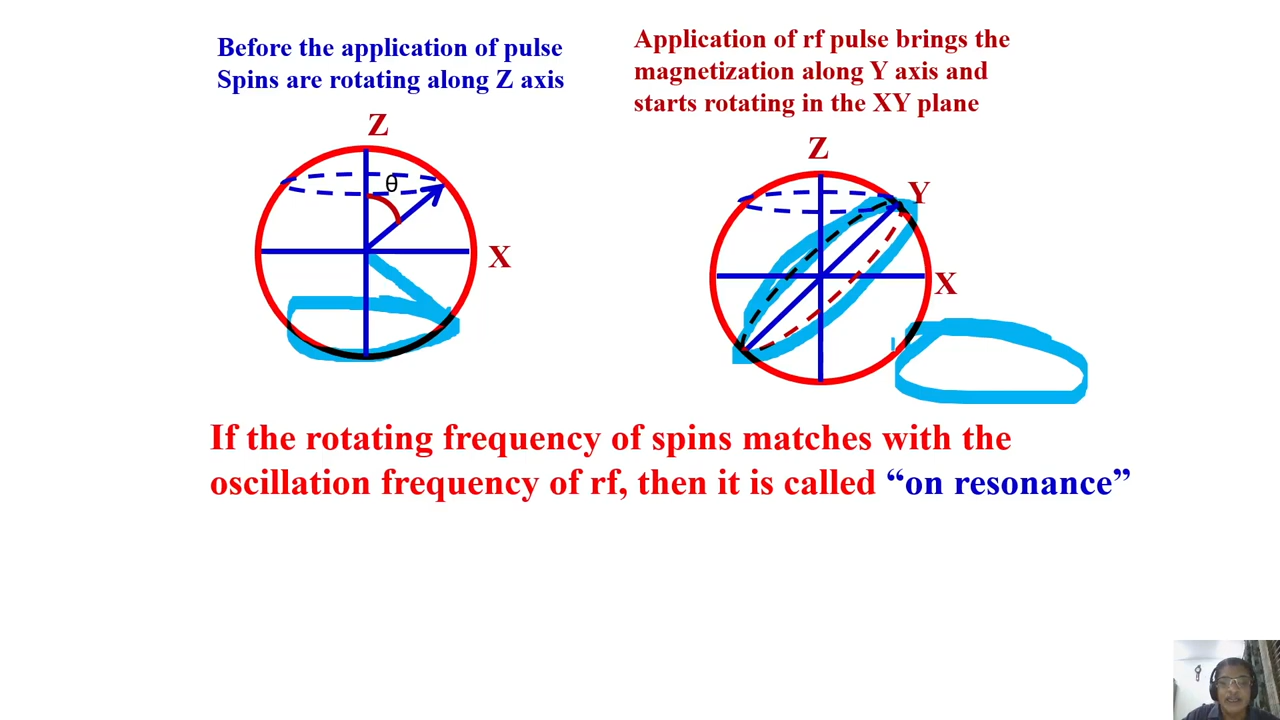 Before the application of pulse
Spins are rotating along Z axis
Application of rf pulse brings the
magnetization along Y axis and
starts rotating in the XY plane
Z
θ
X
Z
Y
X
If the rotating frequency of spins matches with the
oscillation frequency of rf, then it is called “on resonance”